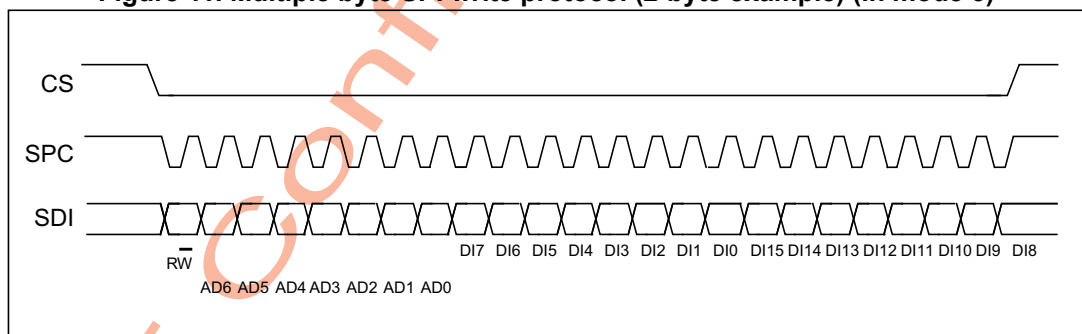 CS
SPC
SDI
DI7 DI6 DI5 DI4 DI3 DI2 DI1 DI0 DI15 DI14 DI13 DI12 DI11 DI10 DI9 DI8
RW
AD6 AD5 AD4 AD3 AD2 AD1 AD0